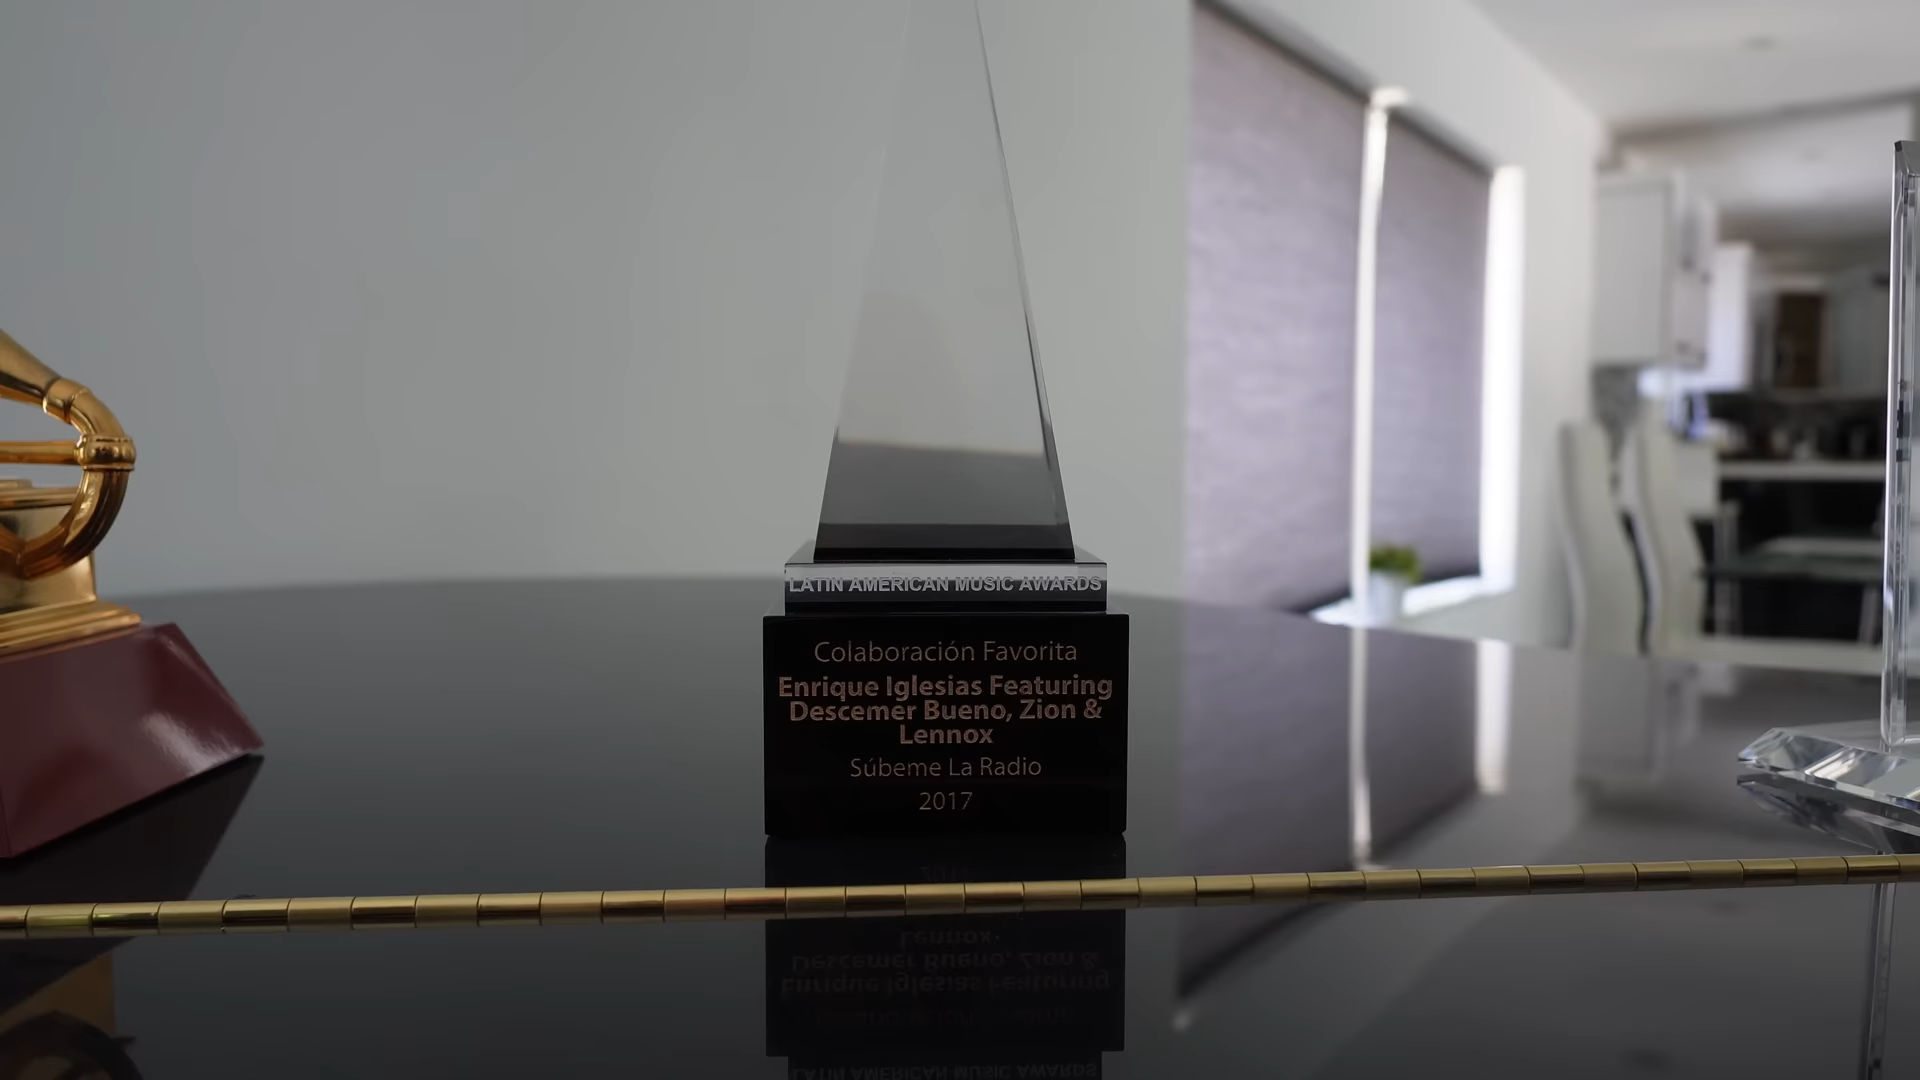 LATIN AMERICAN MUSIC AWARDS
Colaboración Favorita
Enrique Iglesias Featuring
Descemer Bueno, Zion &
Lennox
Súbeme La Radio
2017